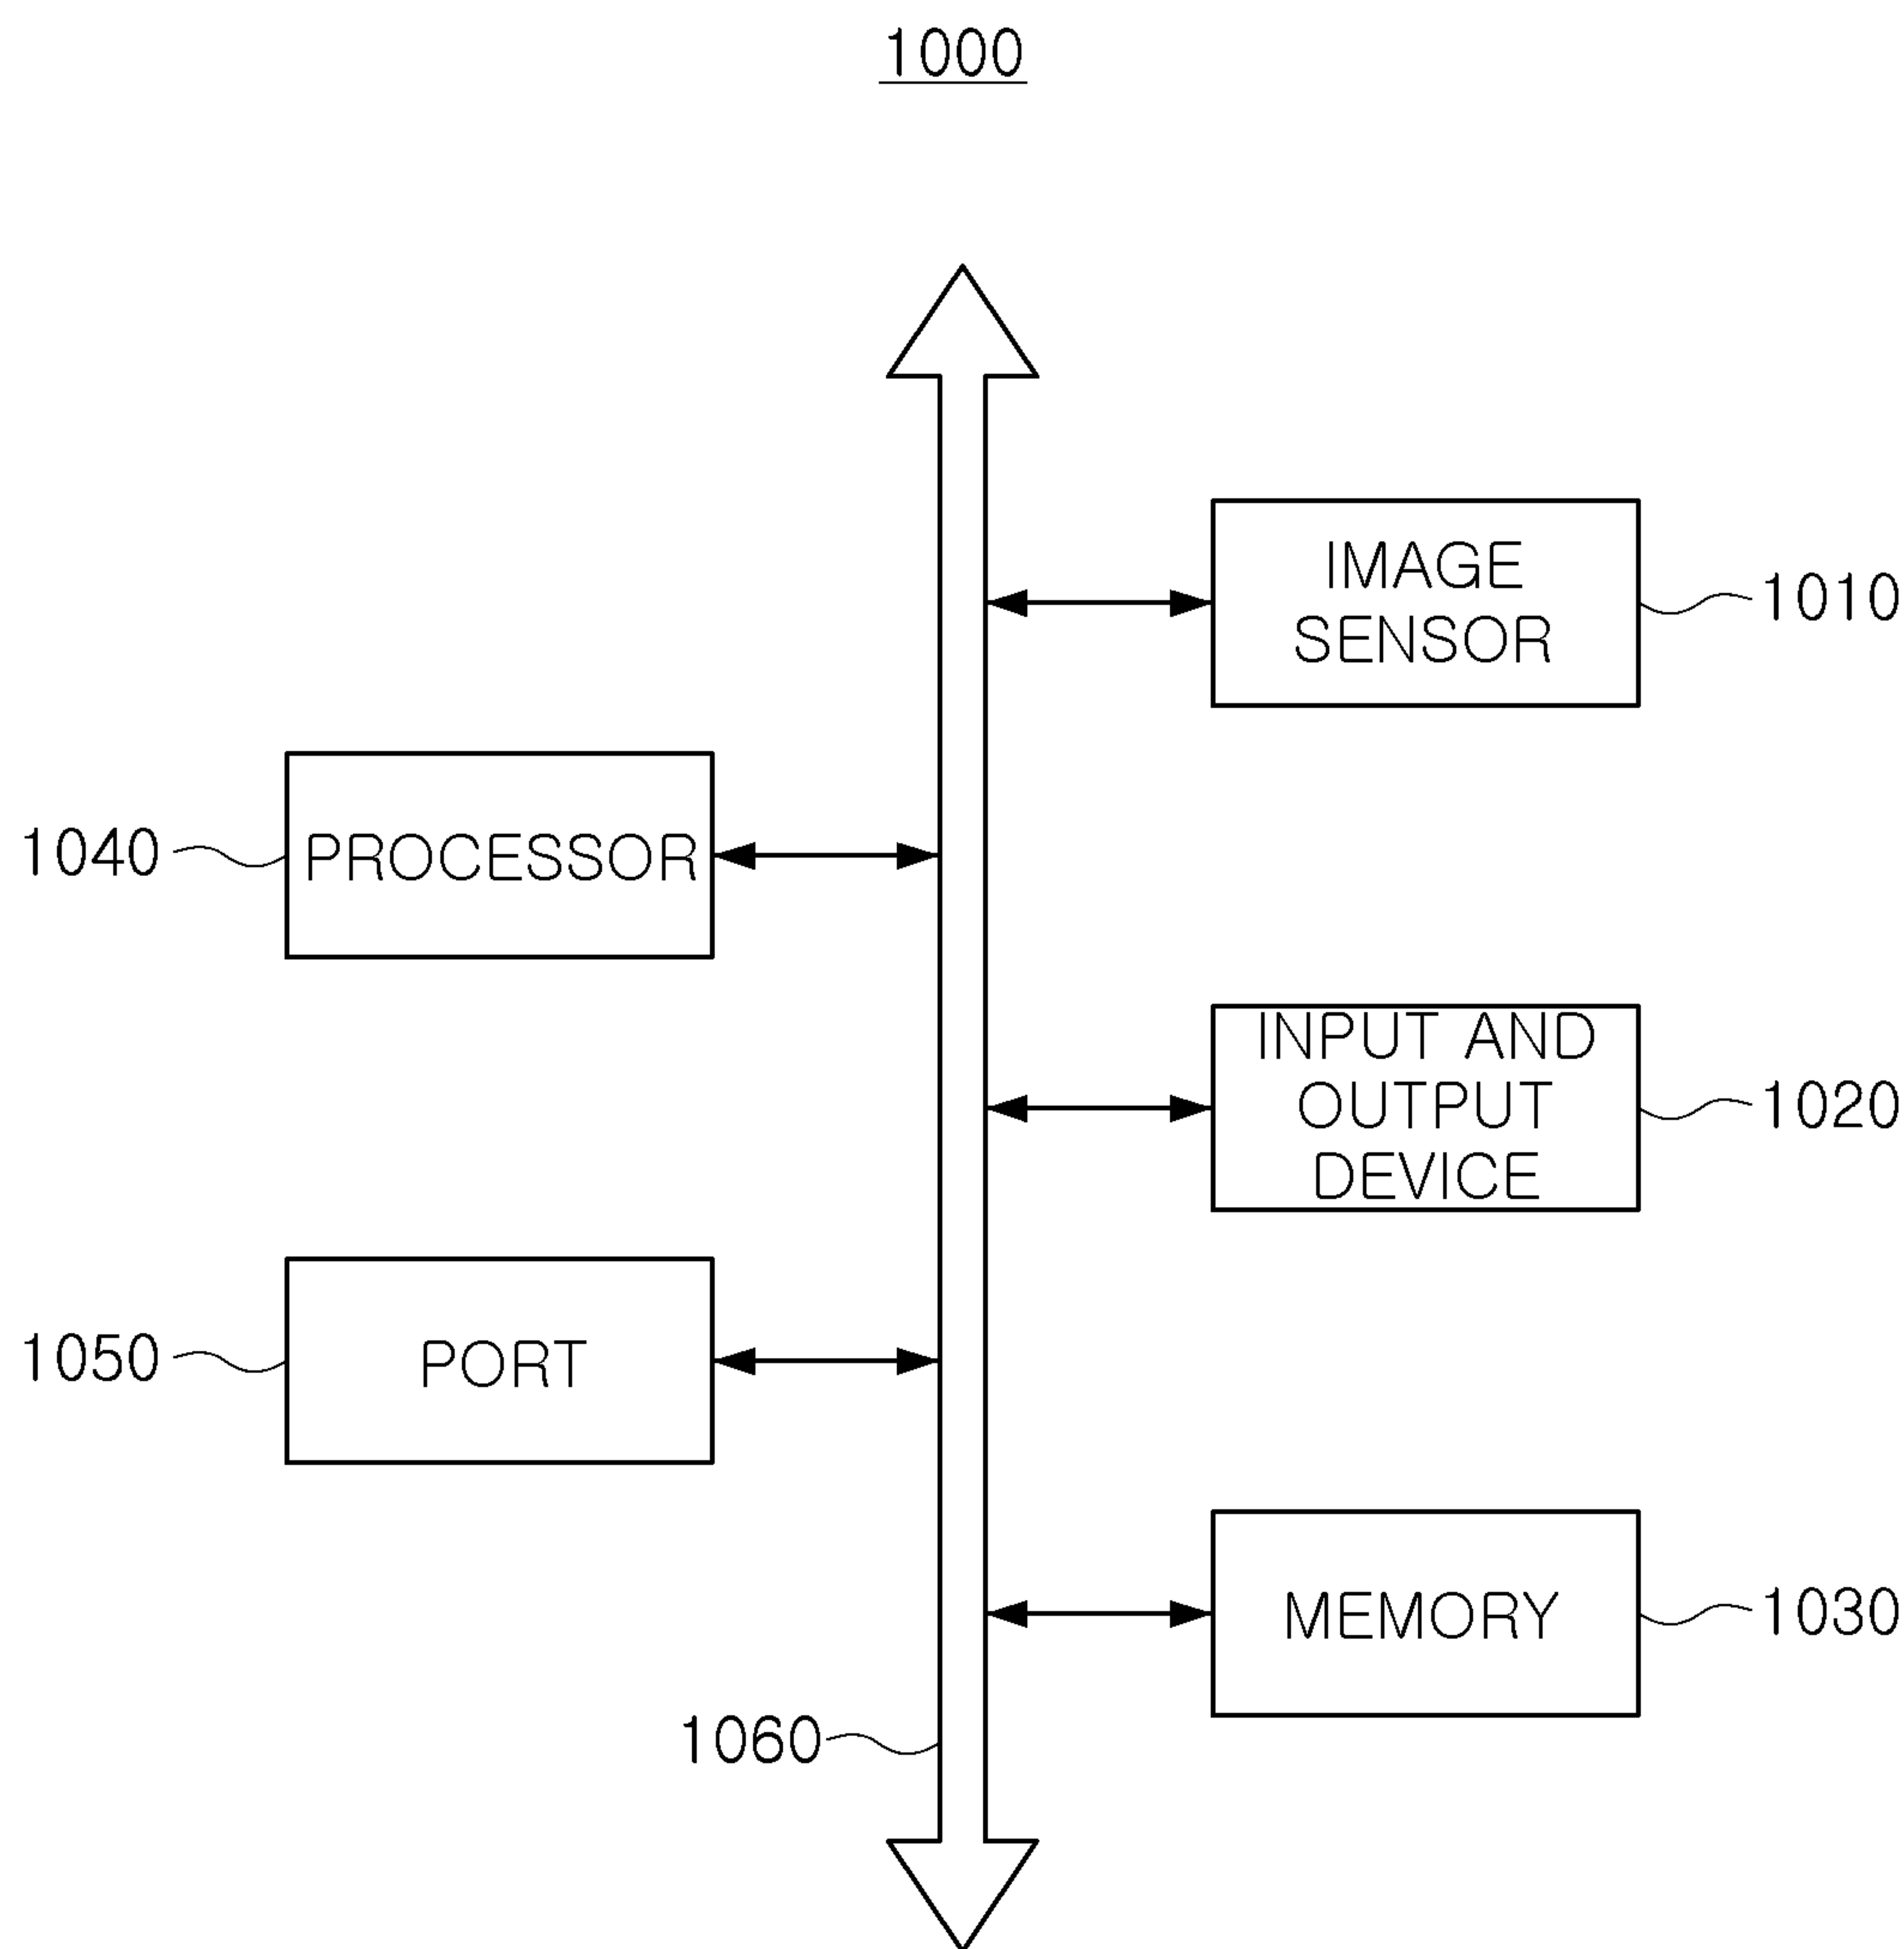 1000
IMAGE
SENSOR
1010
1040
PROCESSOR
INPUT AND
OUTPUT
DEVICE
1020
1050
PORT
MEMORY
1030
1060